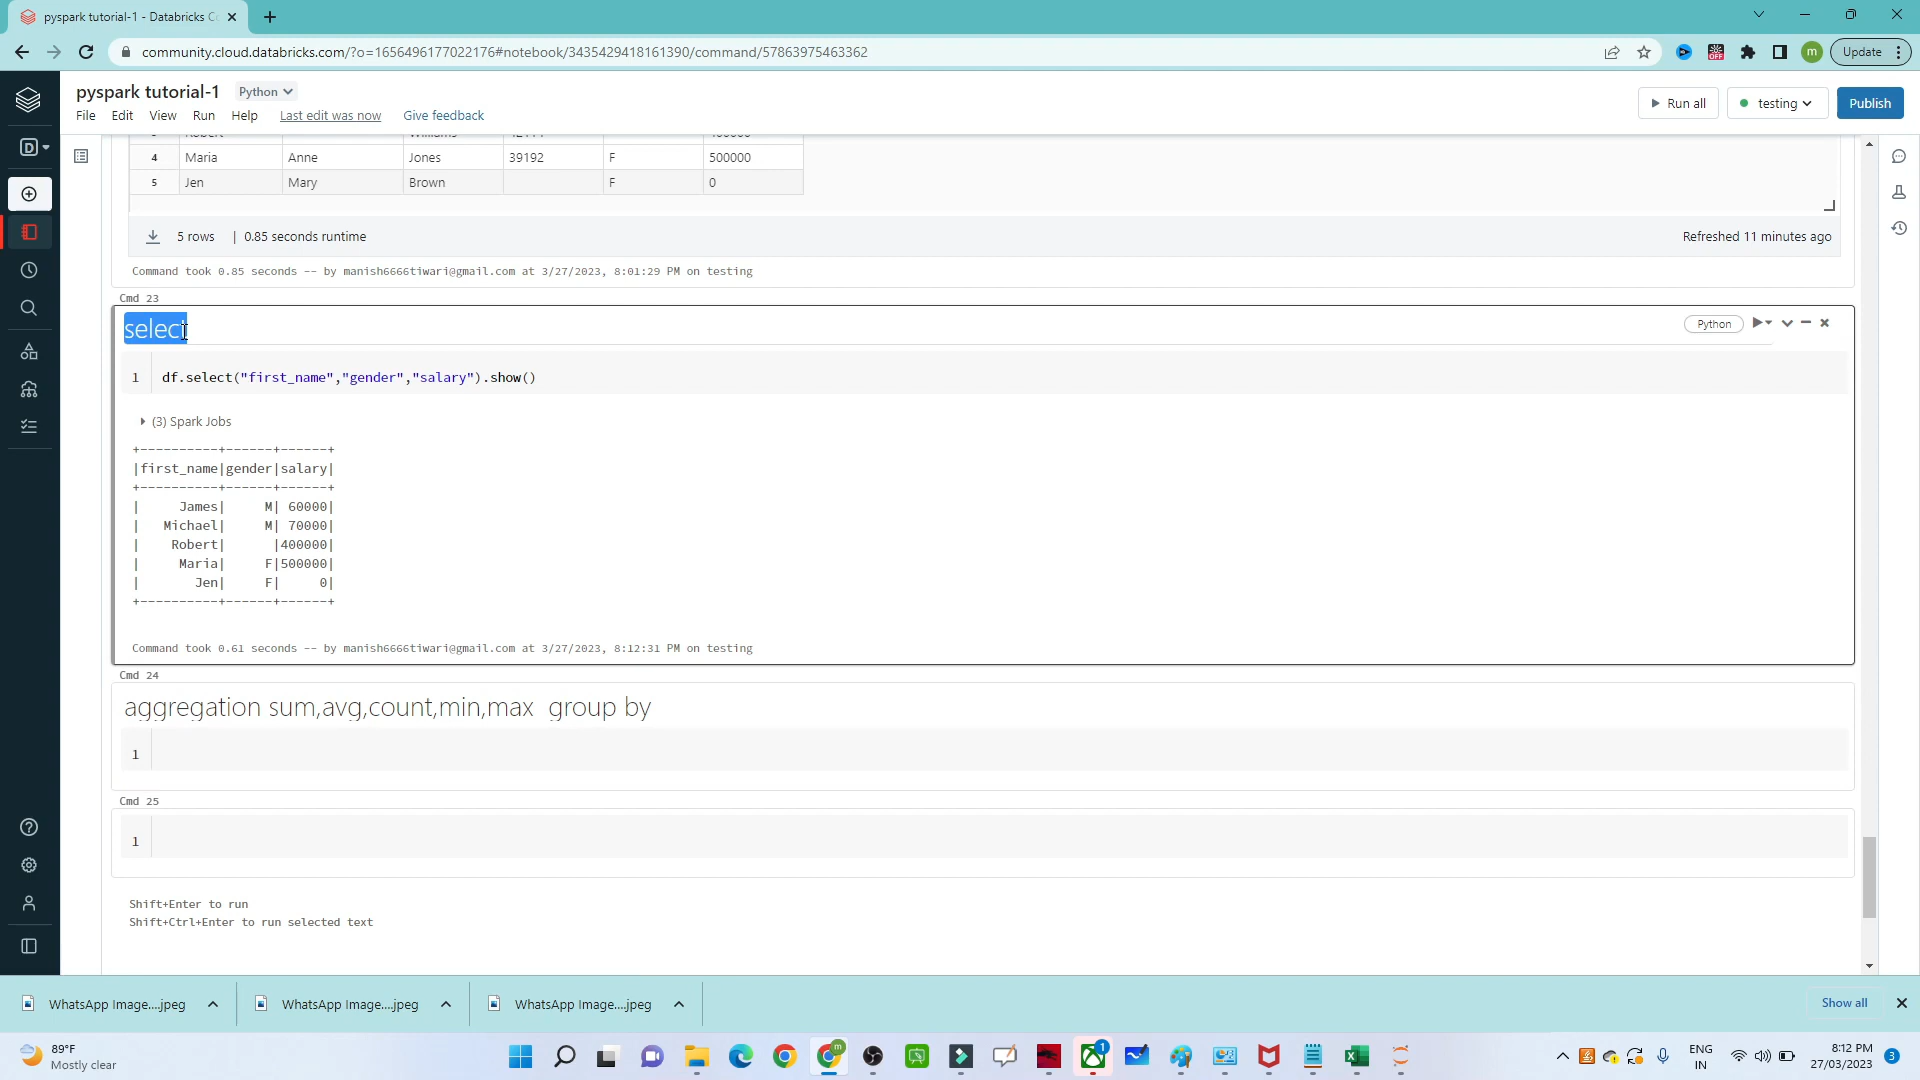 pyspark tutorial-1 - Databricks C
community.cloud.databricks.com/?o=1656496177022176#notebook/3435429418161390/command/57863975463362
OFF
m
Update
pyspark tutorial-1
Python
File Edit View Run Help Last edit was now Give feedback
Run all
testing
Publish
D
4 Maria Anne Jones 39192 F 500000
5 Jen Mary Brown F 0
5 rows | 0.85 seconds runtime
Refreshed 11 minutes ago
Command took 0.85 seconds -- by manish6666tiwari@gmail.com at 3/27/2023, 8:01:29 PM on testing
Cmd 23
select
Python
1 df.select("first_name","gender","salary").show()
(3) Spark Jobs
+----------+------+------+
|first_name|gender|salary|
+----------+------+------+
| James| M| 60000|
| Michael| M| 70000|
| Robert| |400000|
| Maria| F|500000|
| Jen| F| 0|
+----------+------+------+
Command took 0.61 seconds -- by manish6666tiwari@gmail.com at 3/27/2023, 8:12:31 PM on testing
Cmd 24
aggregation sum,avg,count,min,max group by
1
Cmd 25
1
Shift+Enter to run
Shift+Ctrl+Enter to run selected text
WhatsApp Image....jpeg
WhatsApp Image....jpeg
WhatsApp Image....jpeg
Show all
89°F
Mostly clear
m
1
ENG
IN
8:12 PM
27/03/2023
3